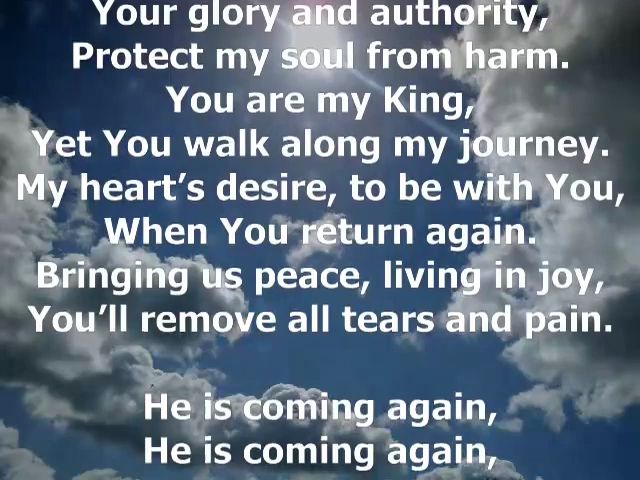 Your glory and authority,
Protect my soul from harm.
You are my King,
Yet You walk along my journey.
My heart’s desire, to be with You,
When You return again.
Bringing us peace, living in joy,
You’ll remove all tears and pain.
He is coming again,
He is coming again,